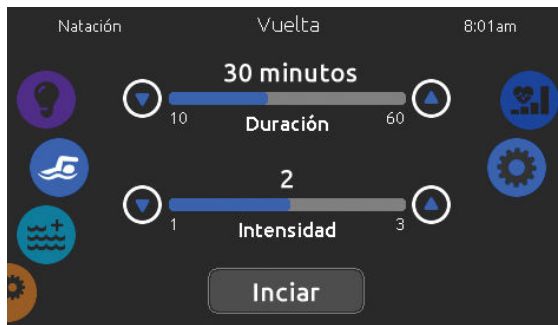 Natación Vuelta 8:01am
30 minutos
10 Duración 60
2
1 Intensidad 3
Inciar